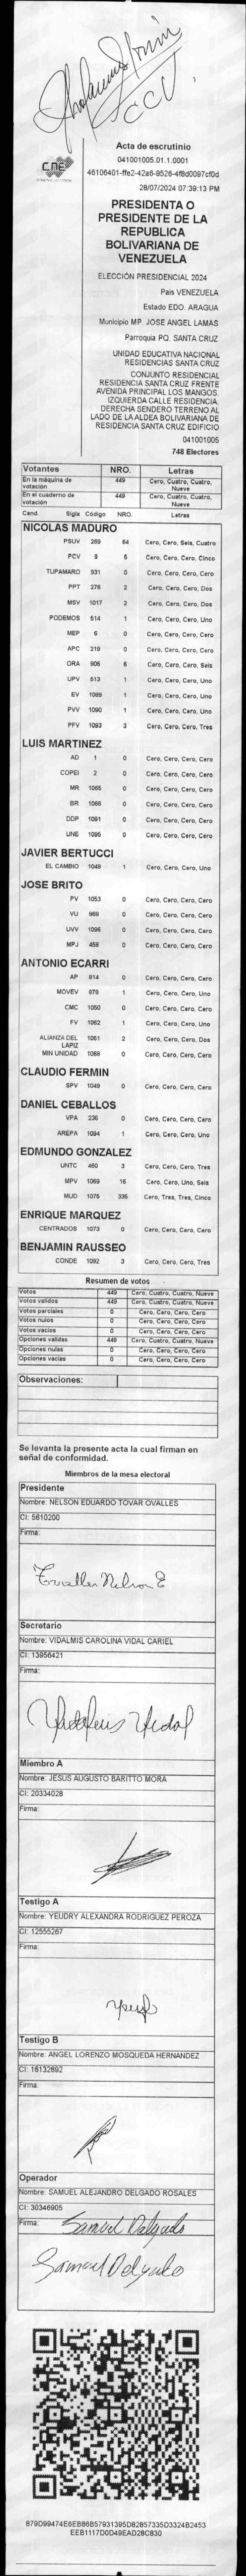 CCV
CNE
Acta de escrutinio
041001005.01.1.0001
46106401-ffe2-42a6-9526-4f8d0097cf0d
28/07/2024 07:39:13 PM
PRESIDENTA O
PRESIDENTE DE LA
REPUBLICA
BOLIVARIANA DE
VENEZUELA
ELECCIÓN PRESIDENCIAL 2024
Pais VENEZUELA
Estado EDO. ARAGUA
Municipio MP. JOSE ANGEL LAMAS
Parroquia PQ. SANTA CRUZ
UNIDAD EDUCATIVA NACIONAL
RESIDENCIAS SANTA CRUZ
CONJUNTO RESIDENCIAL
RESIDENCIA SANTA CRUZ FRENTE
AVENIDA PRINCIPAL LOS MANGOS.
IZQUIERDA CALLE RESIDENCIA.
DERECHA SENDERO TERRENO AL
LADO DE LA ALDEA BOLIVARIANA DE
RESIDENCIA SANTA CRUZ EDIFICIO
041001005
748 Electores
Votantes NRO. Letras
En la máquina de votación 449 Cero, Cuatro, Cuatro, Nueve
En el cuaderno de votación 449 Cero, Cuatro, Cuatro, Nueve
Cand. Sigla Código NRO. Letras
NICOLAS MADURO
PSUV 269 64 Cero, Cero, Seis, Cuatro
PCV 9 5 Cero, Cero, Cero, Cinco
TUPAMARO 931 0 Cero, Cero, Cero, Cero
PPT 276 2 Cero, Cero, Cero, Dos
MSV 1017 2 Cero, Cero, Cero, Dos
PODEMOS 514 1 Cero, Cero, Cero, Uno
MEP 6 0 Cero, Cero, Cero, Cero
APC 219 0 Cero, Cero, Cero, Cero
ORA 906 6 Cero, Cero, Cero, Seis
UPV 513 1 Cero, Cero, Cero, Uno
EV 1089 1 Cero, Cero, Cero, Uno
PVV 1090 1 Cero, Cero, Cero, Uno
PFV 1093 3 Cero, Cero, Cero, Tres
LUIS MARTINEZ
AD 1 0 Cero, Cero, Cero, Cero
COPEI 2 0 Cero, Cero, Cero, Cero
MR 1065 0 Cero, Cero, Cero, Cero
BR 1066 0 Cero, Cero, Cero, Cero
DDP 1091 0 Cero, Cero, Cero, Cero
UNE 1095 0 Cero, Cero, Cero, Cero
JAVIER BERTUCCI
EL CAMBIO 1048 1 Cero, Cero, Cero, Uno
JOSE BRITO
PV 1053 0 Cero, Cero, Cero, Cero
VU 968 0 Cero, Cero, Cero, Cero
UVV 1096 0 Cero, Cero, Cero, Cero
MPJ 458 0 Cero, Cero, Cero, Cero
ANTONIO ECARRI
AP 814 0 Cero, Cero, Cero, Cero
MOVEV 979 1 Cero, Cero, Cero, Uno
CMC 1050 0 Cero, Cero, Cero, Cero
FV 1062 1 Cero, Cero, Cero, Uno
ALIANZA DEL LAPIZ 1061 2 Cero, Cero, Cero, Dos
MIN UNIDAD 1068 0 Cero, Cero, Cero, Cero
CLAUDIO FERMIN
SPV 1049 0 Cero, Cero, Cero, Cero
DANIEL CEBALLOS
VPA 236 0 Cero, Cero, Cero, Cero
AREPA 1094 1 Cero, Cero, Cero, Uno
EDMUNDO GONZALEZ
UNTC 460 3 Cero, Cero, Cero, Tres
MPV 1069 16 Cero, Cero, Uno, Seis
MUD 1075 335 Cero, Tres, Tres, Cinco
ENRIQUE MARQUEZ
CENTRADOS 1073 0 Cero, Cero, Cero, Cero
BENJAMIN RAUSSEO
CONDE 1092 3 Cero, Cero, Cero, Tres
Resumen de votos
Votos 449 Cero, Cuatro, Cuatro, Nueve
Votos validos 449 Cero, Cuatro, Cuatro, Nueve
Votos parciales 0 Cero, Cero, Cero, Cero
Votos nulos 0 Cero, Cero, Cero, Cero
Votos vacios 0 Cero, Cero, Cero, Cero
Opciones validas 449 Cero, Cuatro, Cuatro, Nueve
Opciones nulas 0 Cero, Cero, Cero, Cero
Opciones vacias 0 Cero, Cero, Cero, Cero
Observaciones:
Se levanta la presente acta la cual firman en
señal de conformidad.
Miembros de la mesa electoral
Presidente
Nombre: NELSON EDUARDO TOVAR OVALLES
CI: 5610200
Firma:
Secretario
Nombre: VIDALMIS CAROLINA VIDAL CARIEL
CI: 13956421
Firma:
Vidal
Miembro A
Nombre: JESUS AUGUSTO BARITTO MORA
CI: 20334028
Firma:
Testigo A
Nombre: YEUDRY ALEXANDRA RODRIGUEZ PEROZA
CI: 12555267
Firma:
Testigo B
Nombre: ANGEL LORENZO MOSQUEDA HERNANDEZ
CI: 16132692
Firma:
Operador
Nombre: SAMUEL ALEJANDRO DELGADO ROSALES
CI: 30346905
Firma: Samuel Delgado
Samuel Delgado
879D99474E6EB86B57931395D82857335D3324B2453
EEB1117D0D49EAD28C830